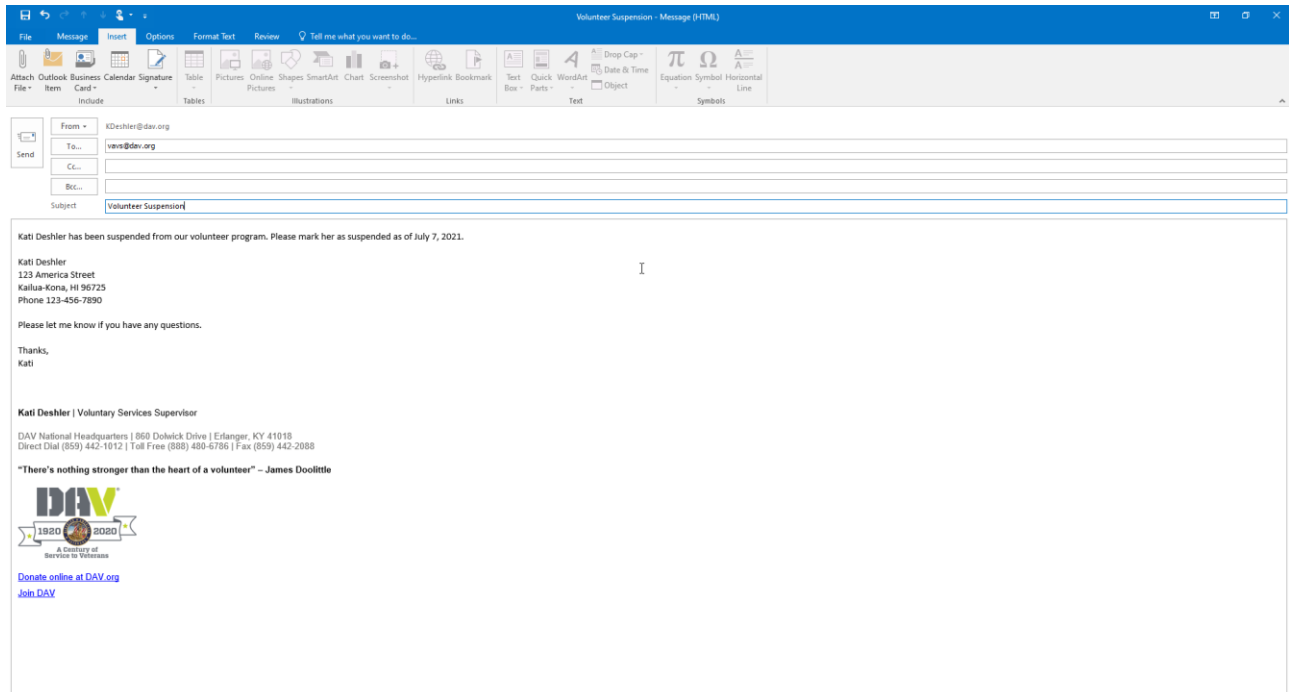 Volunteer Suspension - Message (HTML)
File Message Insert Options Format Text Review Tell me what you want to do...
Attach File Outlook Item Business Card Calendar Signature Table Pictures Online Pictures Shapes SmartArt Chart Screenshot Hyperlink Bookmark Text Box Quick Parts WordArt Drop Cap Date & Time Object Equation Symbol Horizontal Line
Include Tables Illustrations Links Text Symbols
Send
From KDeshler@dav.org
To... vavs@dav.org
Cc...
Bcc...
Subject Volunteer Suspension
Kati Deshler has been suspended from our volunteer program. Please mark her as suspended as of July 7, 2021.
Kati Deshler
123 America Street
Kailua-Kona, HI 96725
Phone 123-456-7890
Please let me know if you have any questions.
Thanks,
Kati
Kati Deshler | Voluntary Services Supervisor
DAV National Headquarters | 860 Dolwick Drive | Erlanger, KY 41018
Direct Dial (859) 442-1012 | Toll Free (888) 480-6786 | Fax (859) 442-2088
“There’s nothing stronger than the heart of a volunteer” – James Doolittle
DAV
1920 2020
A Century of
Service to Veterans
Donate online at DAV.org
Join DAV